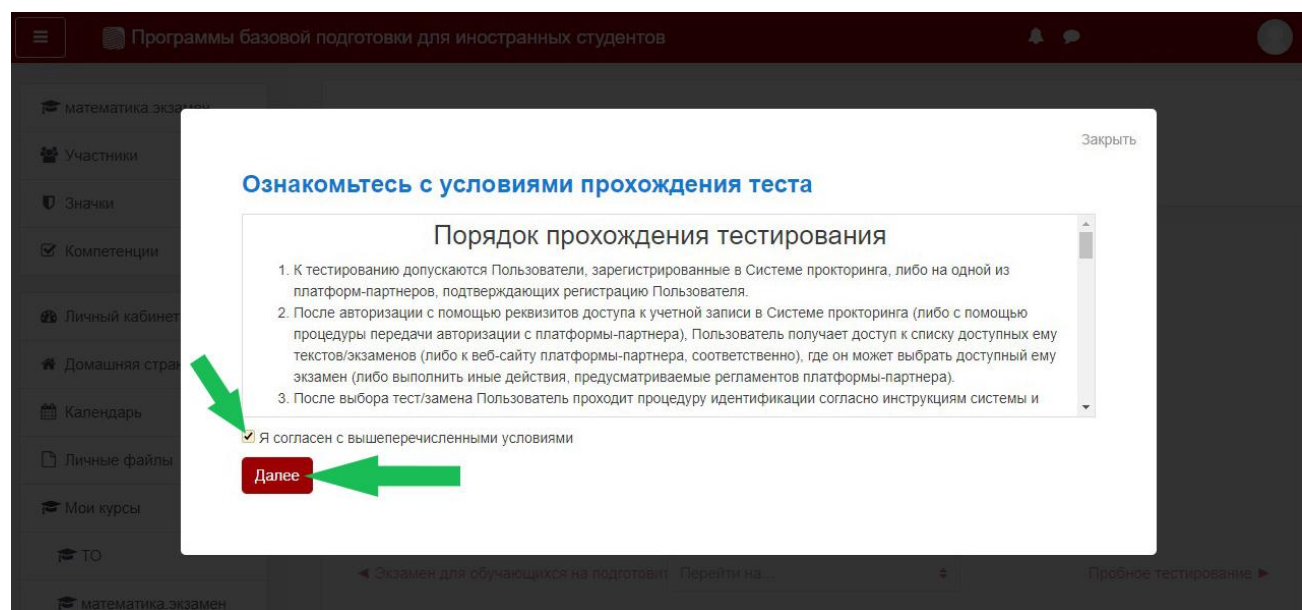 Программы базовой подготовки для иностранных студентов
математика.экзамен
Участники
Значки
Компетенции
Личный кабинет
Домашняя стран
Календарь
Личные файлы
Мои курсы
ТО
математика.экзамен
Закрыть
Ознакомьтесь с условиями прохождения теста
Порядок прохождения тестирования
1. К тестированию допускаются Пользователи, зарегистрированные в Системе прокторинга, либо на одной из
платформ-партнеров, подтверждающих регистрацию Пользователя.
2. После авторизации с помощью реквизитов доступа к учетной записи в Системе прокторинга (либо с помощью
процедуры передачи авторизации с платформы-партнера), Пользователь получает доступ к списку доступных ему
текстов/экзаменов (либо к веб-сайту платформы-партнера, соответственно), где он может выбрать доступный ему
экзамен (либо выполнить иные действия, предусматриваемые регламентов платформы-партнера).
3. После выбора тест/замена Пользователь проходит процедуру идентификации согласно инструкциям системы и
Я согласен с вышеперечисленными условиями
Далее
◄ Экзамен для обучающихся на подготовит
Перейти на...
Пробное тестирование ►